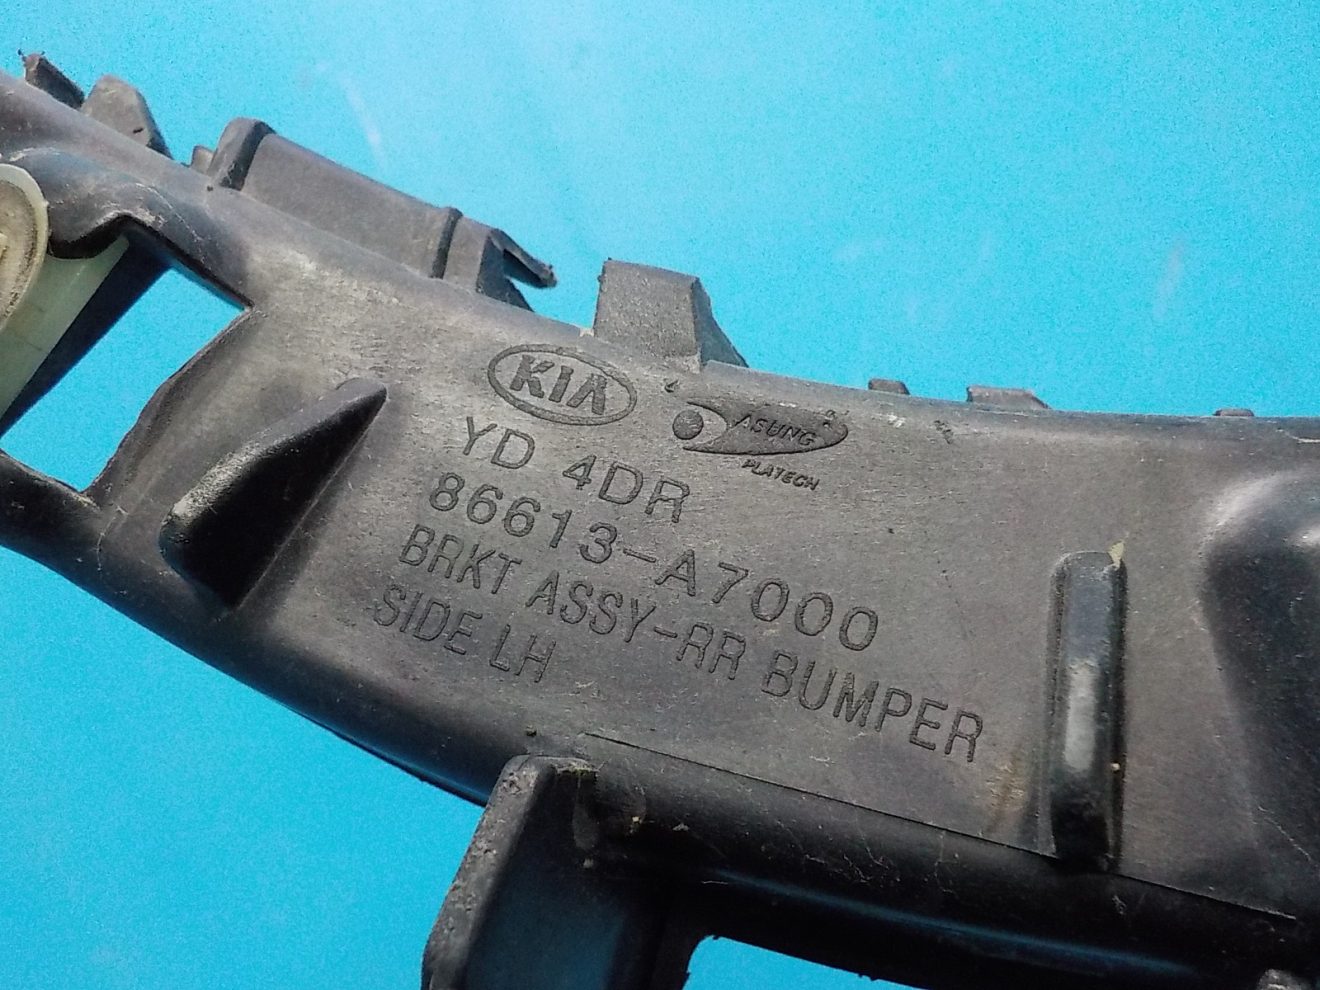 KIA
ASUNG
PLATECH
YD 4DR
86613-A7000
BRKT ASSY-RR BUMPER
SIDE LH